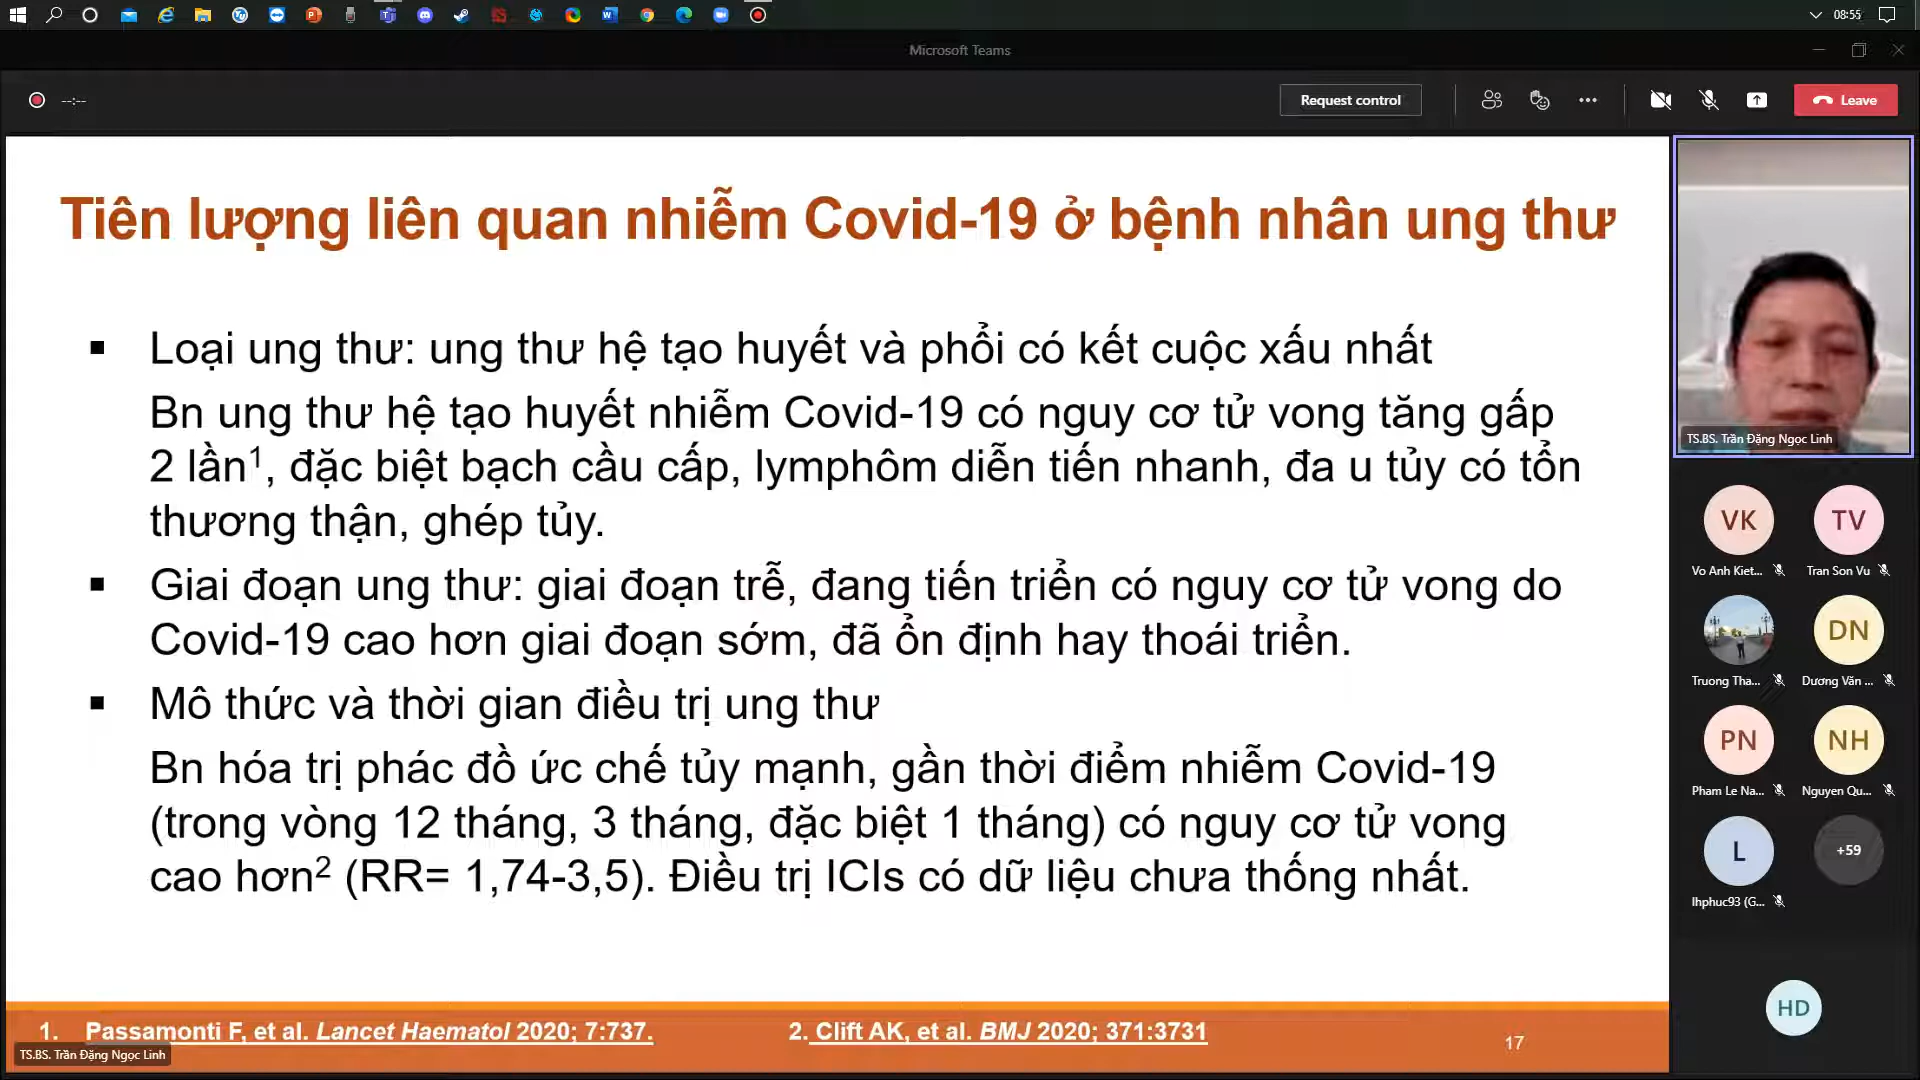 08:55
Microsoft Teams
--:--
Request control
Leave
Tiên lượng liên quan nhiễm Covid-19 ở bệnh nhân ung thư
▪ Loại ung thư: ung thư hệ tạo huyết và phổi có kết cuộc xấu nhất
Bn ung thư hệ tạo huyết nhiễm Covid-19 có nguy cơ tử vong tăng gấp
2 lần¹, đặc biệt bạch cầu cấp, lymphôm diễn tiến nhanh, đa u tủy có tổn
thương thận, ghép tủy.
▪ Giai đoạn ung thư: giai đoạn trễ, đang tiến triển có nguy cơ tử vong do
Covid-19 cao hơn giai đoạn sớm, đã ổn định hay thoái triển.
▪ Mô thức và thời gian điều trị ung thư
Bn hóa trị phác đồ ức chế tủy mạnh, gần thời điểm nhiễm Covid-19
(trong vòng 12 tháng, 3 tháng, đặc biệt 1 tháng) có nguy cơ tử vong
cao hơn² (RR= 1,74-3,5). Điều trị ICIs có dữ liệu chưa thống nhất.
1. Passamonti F, et al. Lancet Haematol 2020; 7:737.
2. Clift AK, et al. BMJ 2020; 371:3731
17
TS.BS. Trần Đặng Ngọc Linh
TS.BS. Trần Đặng Ngọc Linh
VK
TV
Vo Anh Kiet...
Tran Son Vu
DN
Truong Tha...
Dương Văn ...
PN
NH
Pham Le Na...
Nguyen Qu...
L
+59
lhphuc93 (G...
HD